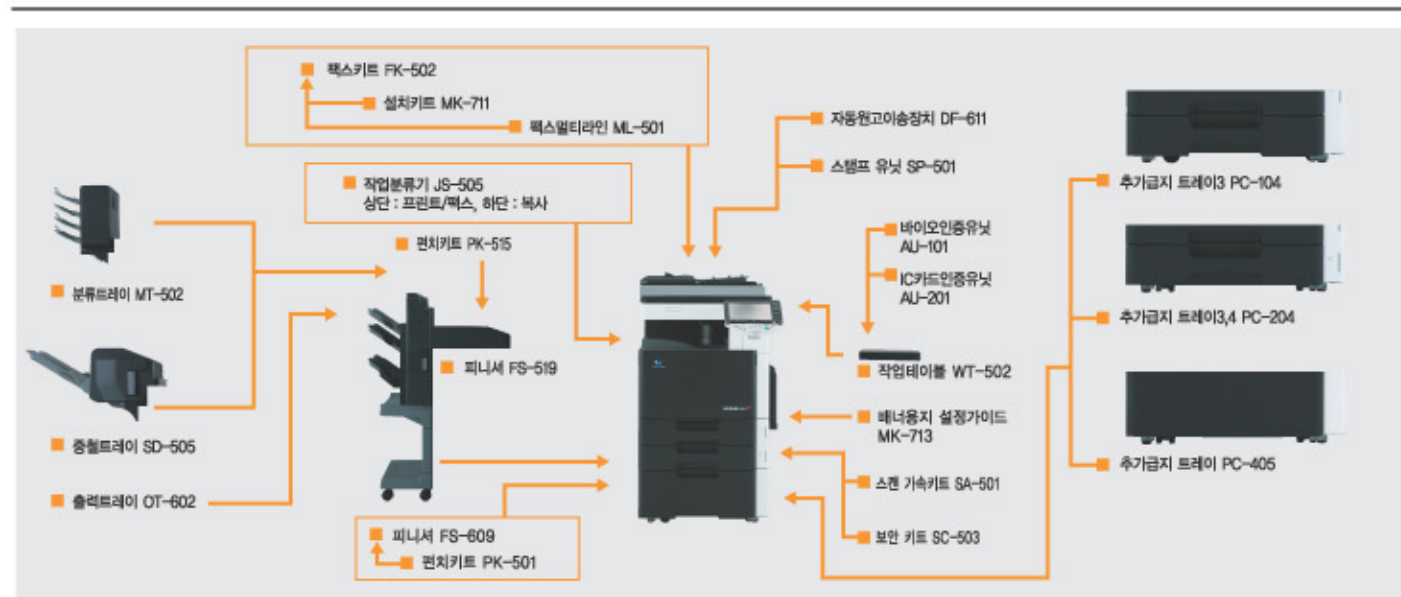 팩스키트 FK-502
설치키트 MK-711
팩스멀티라인 ML-501
작업분류기 JS-505
상단 : 프린트/팩스, 하단 : 복사
펀치키트 PK-515
분류트레이 MT-502
피니셔 FS-519
중철트레이 SD-505
출력트레이 OT-602
피니셔 FS-609
펀치키트 PK-501
자동원고이송장치 DF-611
스탬프 유닛 SP-501
바이오인증유닛
AU-101
IC카드인증유닛
AU-201
작업테이블 WT-502
배너용지 설정가이드
MK-713
스캔 가속키트 SA-501
보안 키트 SC-503
추가급지 트레이3 PC-104
추가급지 트레이3,4 PC-204
추가급지 트레이 PC-405